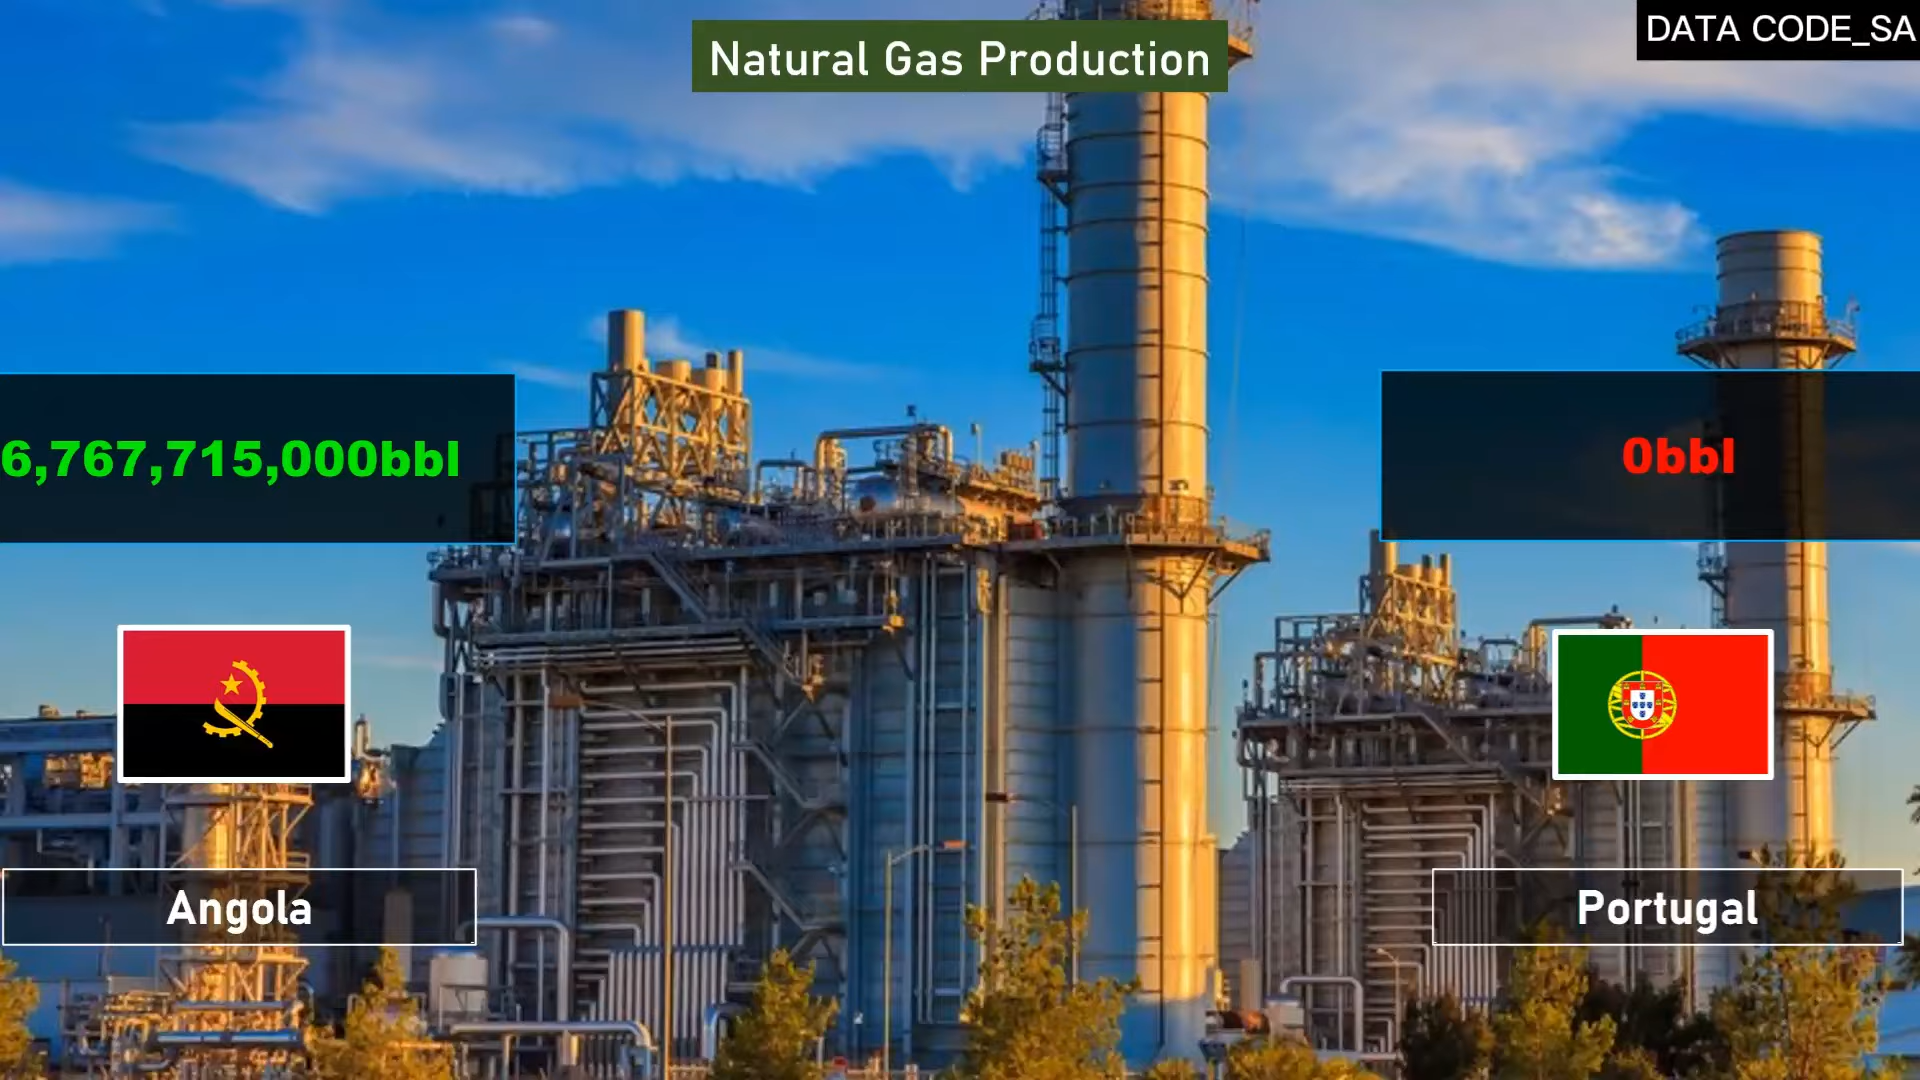 Natural Gas Production
DATA CODE_SA
6,767,715,000bbl
0bbl
Angola
Portugal